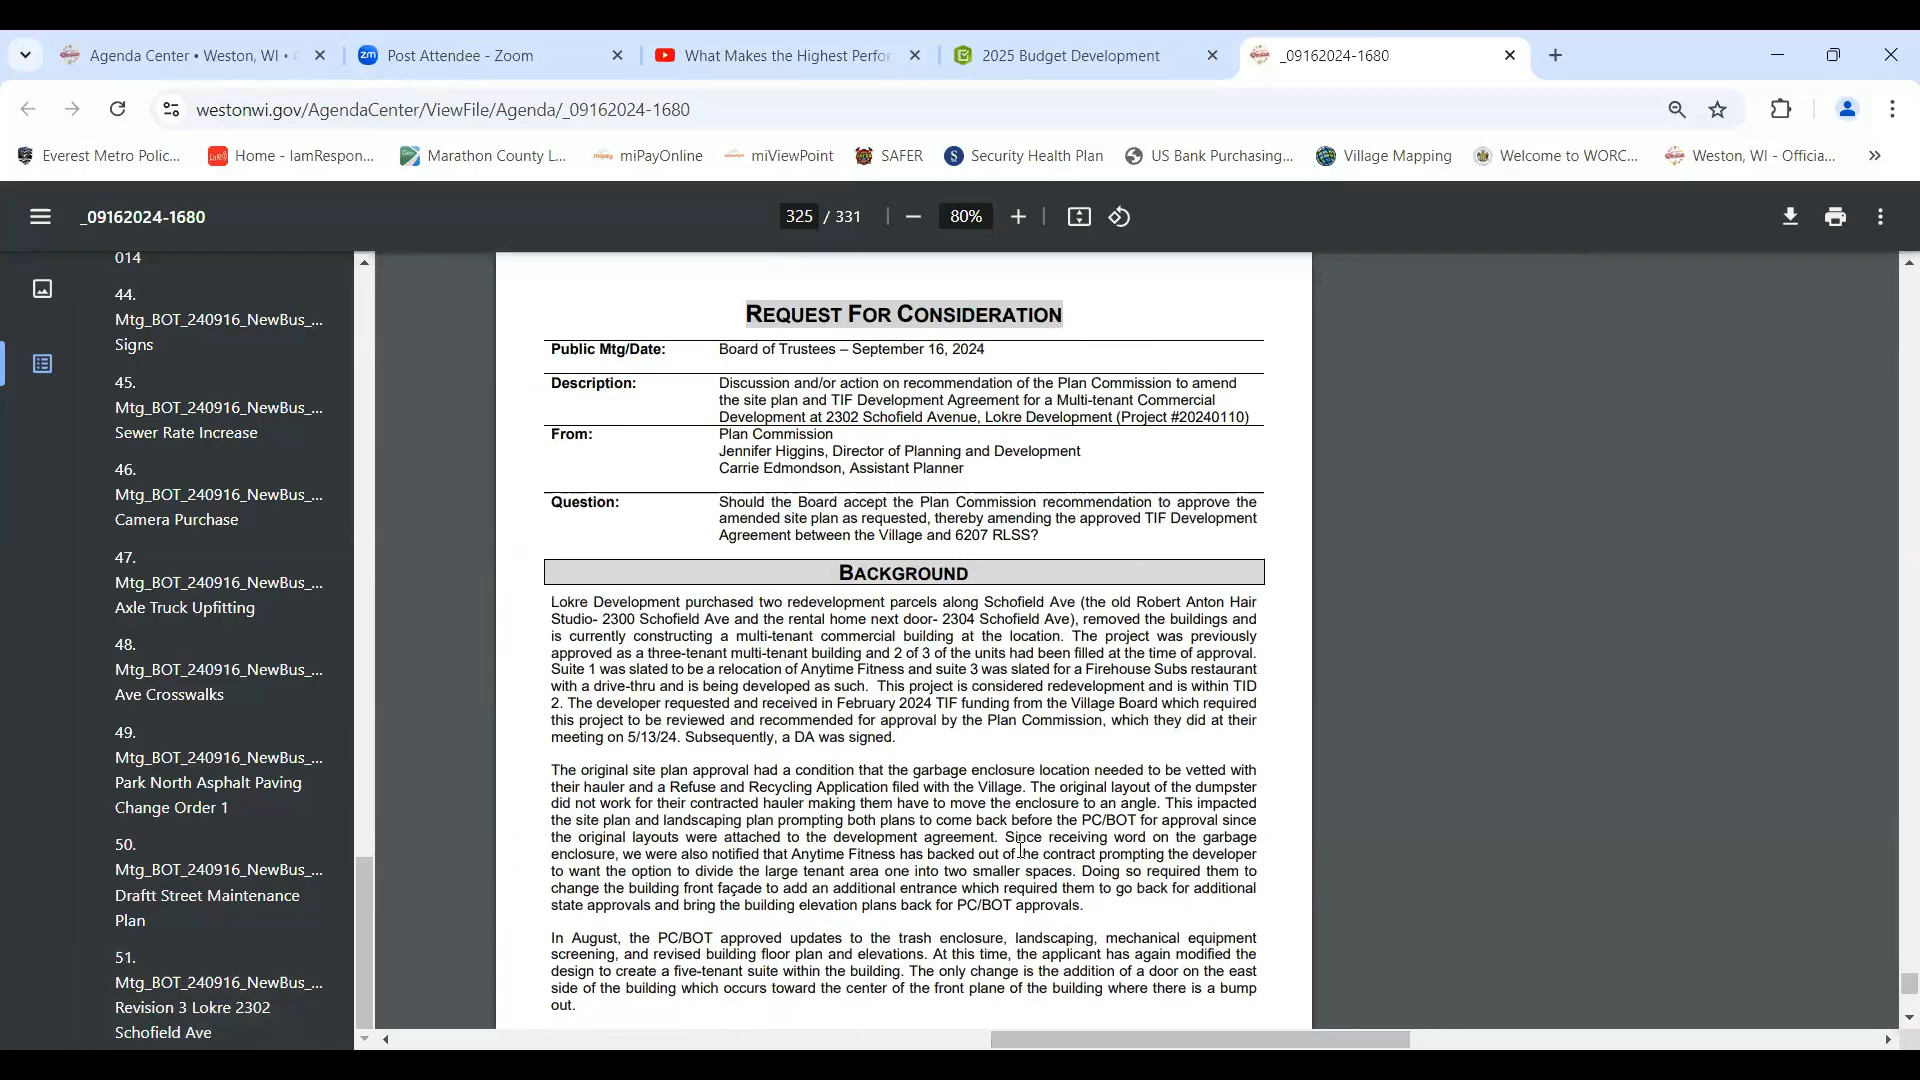 Agenda Center • Weston, WI •
Post Attendee - Zoom
What Makes the Highest Perfor
2025 Budget Development
_09162024-1680
westonwi.gov/AgendaCenter/ViewFile/Agenda/_09162024-1680
Everest Metro Polic...
Home - IamRespon...
Marathon County L...
miPayOnline
miViewPoint
SAFER
Security Health Plan
US Bank Purchasing...
Village Mapping
Welcome to WORC...
Weston, WI - Officia...
_09162024-1680
325 / 331
80%
014
44.
Mtg_BOT_240916_NewBus_...
Signs
45.
Mtg_BOT_240916_NewBus_...
Sewer Rate Increase
46.
Mtg_BOT_240916_NewBus_...
Camera Purchase
47.
Mtg_BOT_240916_NewBus_...
Axle Truck Upfitting
48.
Mtg_BOT_240916_NewBus_...
Ave Crosswalks
49.
Mtg_BOT_240916_NewBus_...
Park North Asphalt Paving
Change Order 1
50.
Mtg_BOT_240916_NewBus_...
Draftt Street Maintenance
Plan
51.
Mtg_BOT_240916_NewBus_...
Revision 3 Lokre 2302
Schofield Ave
REQUEST FOR CONSIDERATION
Public Mtg/Date: Board of Trustees – September 16, 2024
Description: Discussion and/or action on recommendation of the Plan Commission to amend
the site plan and TIF Development Agreement for a Multi-tenant Commercial
Development at 2302 Schofield Avenue, Lokre Development (Project #20240110)
From: Plan Commission
Jennifer Higgins, Director of Planning and Development
Carrie Edmondson, Assistant Planner
Question: Should the Board accept the Plan Commission recommendation to approve the
amended site plan as requested, thereby amending the approved TIF Development
Agreement between the Village and 6207 RLSS?
BACKGROUND
Lokre Development purchased two redevelopment parcels along Schofield Ave (the old Robert Anton Hair
Studio- 2300 Schofield Ave and the rental home next door- 2304 Schofield Ave), removed the buildings and
is currently constructing a multi-tenant commercial building at the location. The project was previously
approved as a three-tenant multi-tenant building and 2 of 3 of the units had been filled at the time of approval.
Suite 1 was slated to be a relocation of Anytime Fitness and suite 3 was slated for a Firehouse Subs restaurant
with a drive-thru and is being developed as such. This project is considered redevelopment and is within TID
2. The developer requested and received in February 2024 TIF funding from the Village Board which required
this project to be reviewed and recommended for approval by the Plan Commission, which they did at their
meeting on 5/13/24. Subsequently, a DA was signed.
The original site plan approval had a condition that the garbage enclosure location needed to be vetted with
their hauler and a Refuse and Recycling Application filed with the Village. The original layout of the dumpster
did not work for their contracted hauler making them have to move the enclosure to an angle. This impacted
the site plan and landscaping plan prompting both plans to come back before the PC/BOT for approval since
the original layouts were attached to the development agreement. Since receiving word on the garbage
enclosure, we were also notified that Anytime Fitness has backed out of the contract prompting the developer
to want the option to divide the large tenant area one into two smaller spaces. Doing so required them to
change the building front façade to add an additional entrance which required them to go back for additional
state approvals and bring the building elevation plans back for PC/BOT approvals.
In August, the PC/BOT approved updates to the trash enclosure, landscaping, mechanical equipment
screening, and revised building floor plan and elevations. At this time, the applicant has again modified the
design to create a five-tenant suite within the building. The only change is the addition of a door on the east
side of the building which occurs toward the center of the front plane of the building where there is a bump
out.